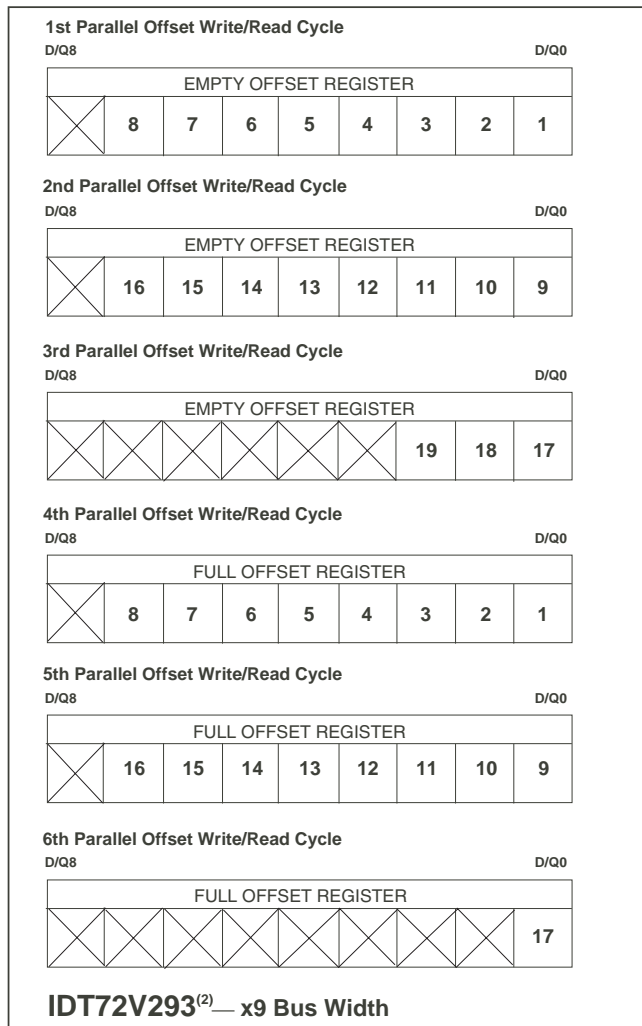 1st Parallel Offset Write/Read Cycle
D/Q8 D/Q0
EMPTY OFFSET REGISTER
8 7 6 5 4 3 2 1
2nd Parallel Offset Write/Read Cycle
D/Q8 D/Q0
EMPTY OFFSET REGISTER
16 15 14 13 12 11 10 9
3rd Parallel Offset Write/Read Cycle
D/Q8 D/Q0
EMPTY OFFSET REGISTER
19 18 17
4th Parallel Offset Write/Read Cycle
D/Q8 D/Q0
FULL OFFSET REGISTER
8 7 6 5 4 3 2 1
5th Parallel Offset Write/Read Cycle
D/Q8 D/Q0
FULL OFFSET REGISTER
16 15 14 13 12 11 10 9
6th Parallel Offset Write/Read Cycle
D/Q8 D/Q0
FULL OFFSET REGISTER
17
IDT72V293(2)— x9 Bus Width